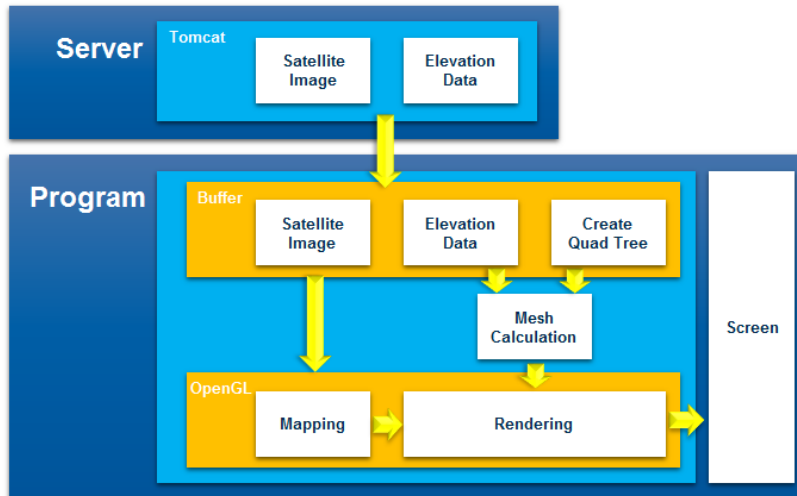 Server
Tomcat
Satellite
Image
Elevation
Data
Program
Buffer
Satellite
Image
Elevation
Data
Create
Quad Tree
Mesh
Calculation
Screen
OpenGL
Mapping
Rendering